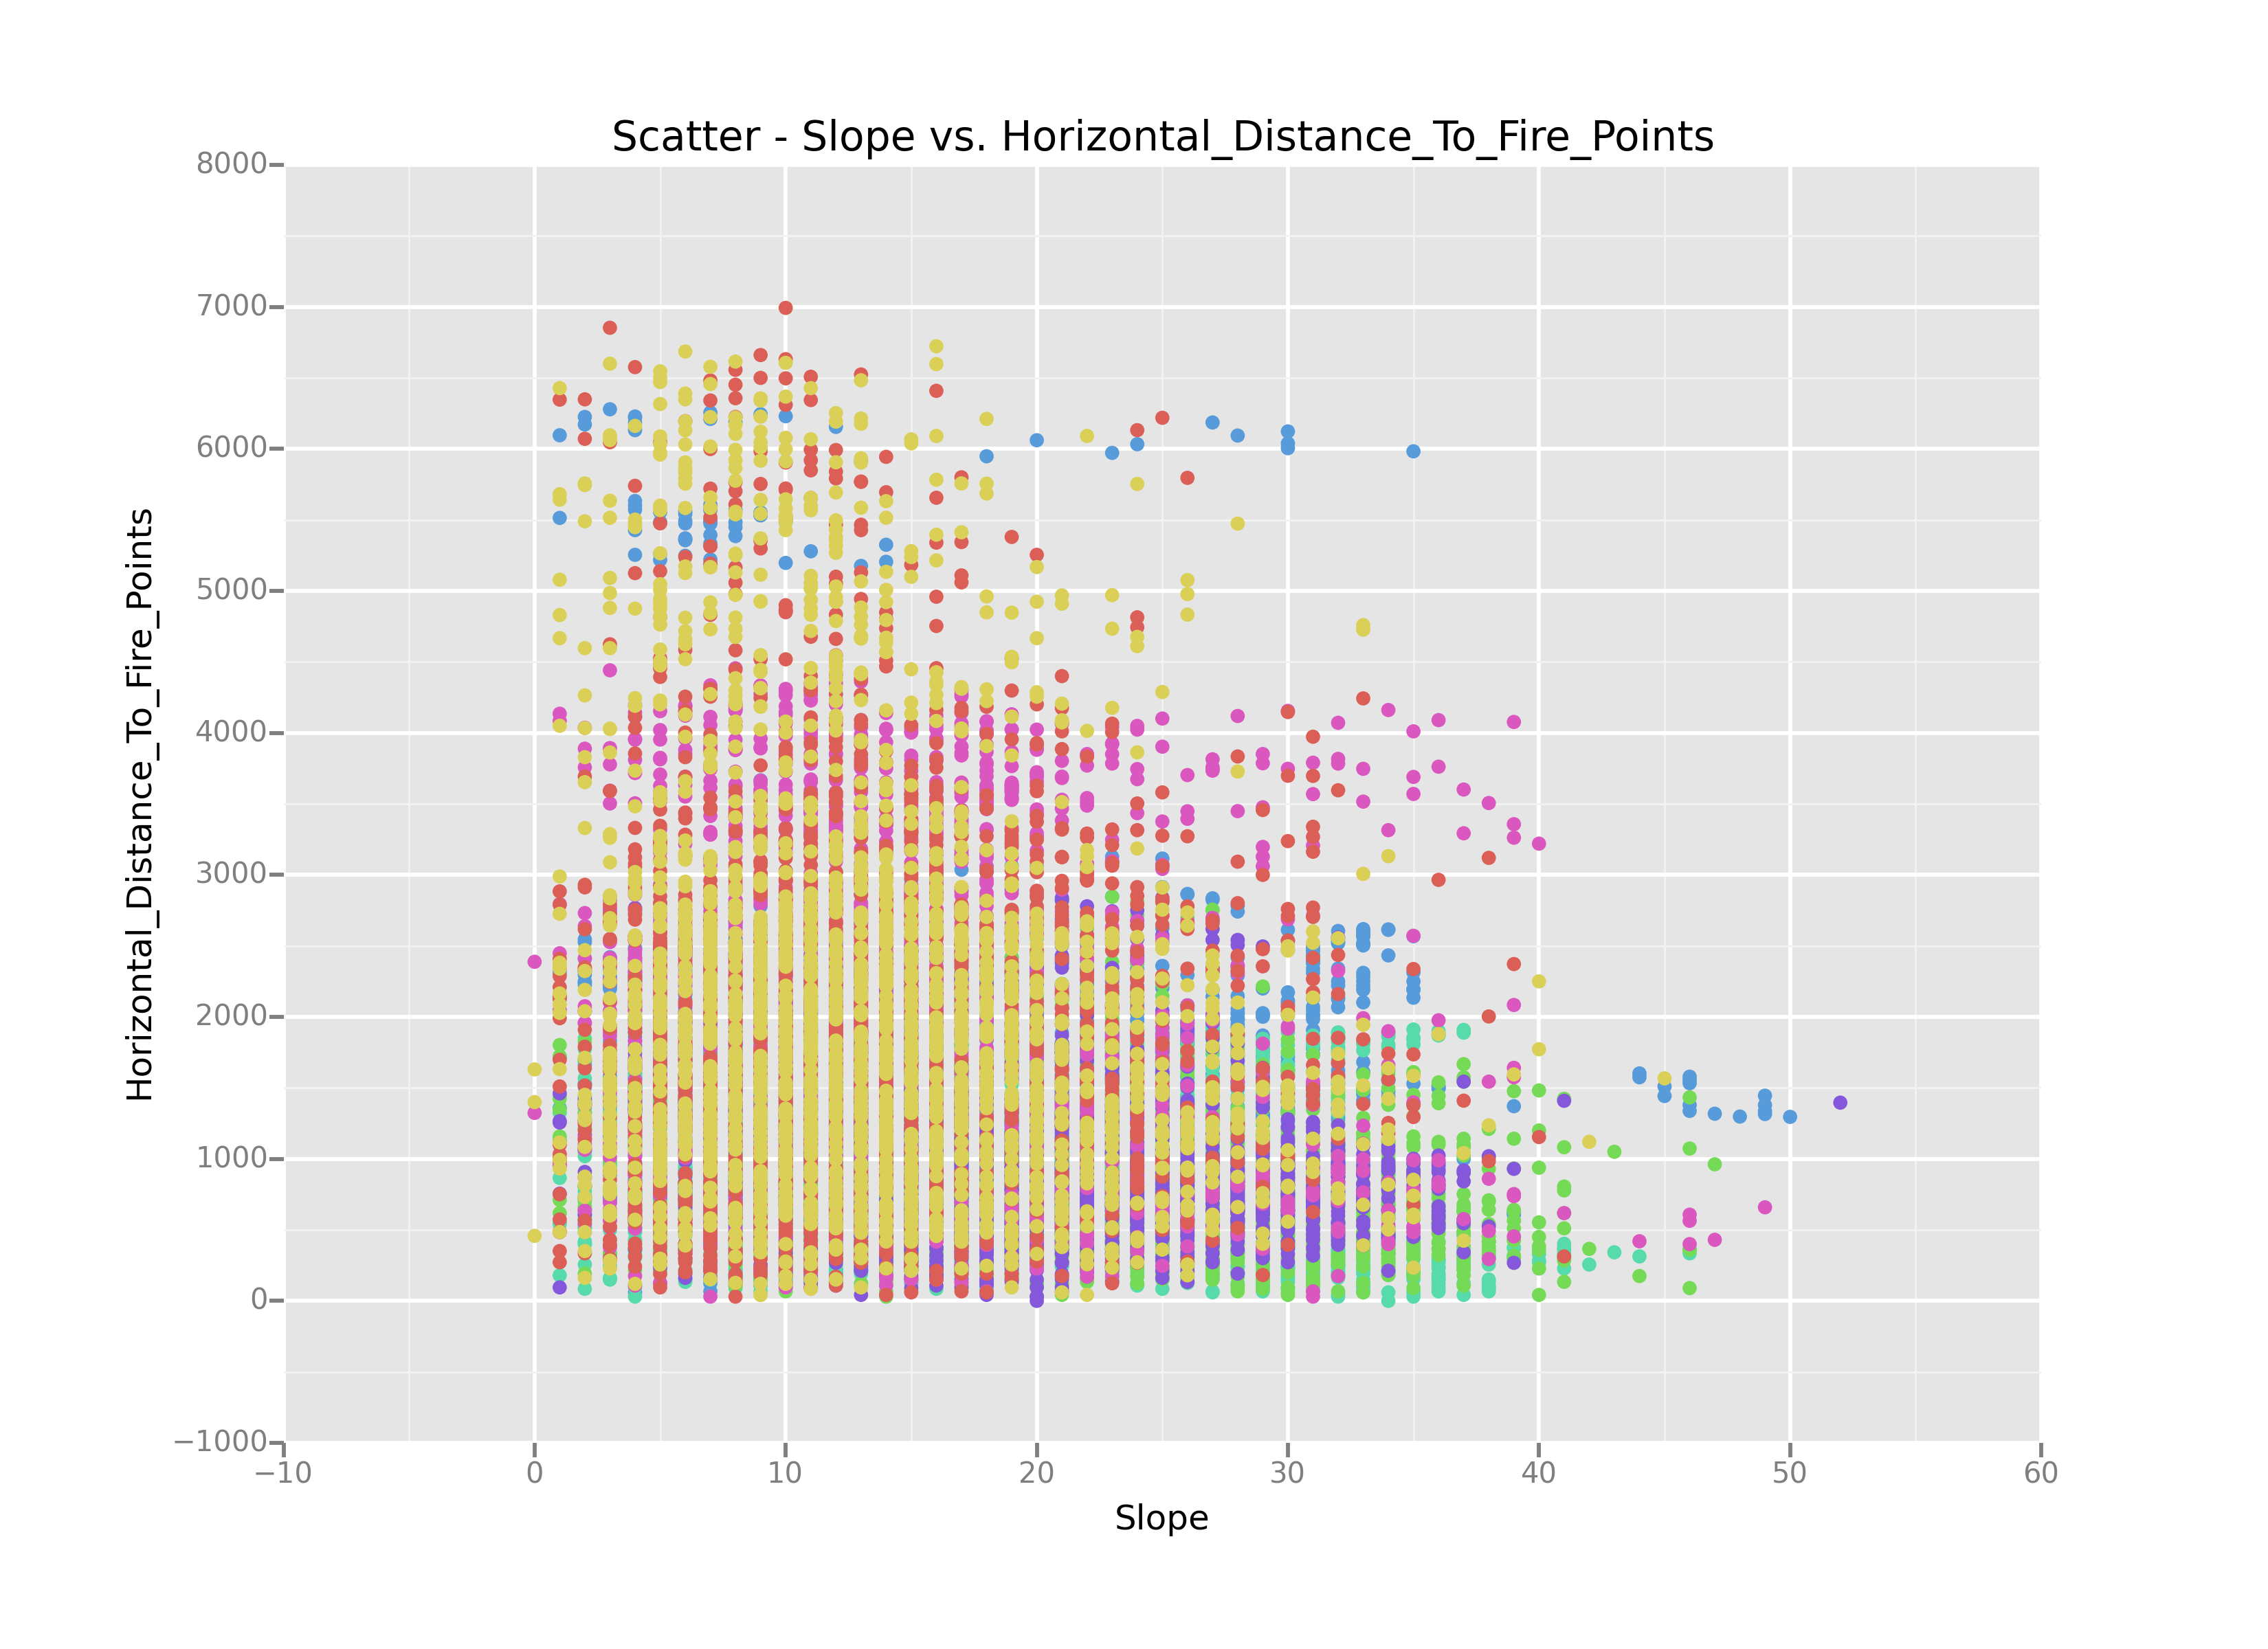 Scatter - Slope vs. Horizontal_Distance_To_Fire_Points
8000
7000
6000
5000
4000
3000
2000
1000
0
−1000
Horizontal_Distance_To_Fire_Points
−10 0 10 20 30 40 50 60
Slope